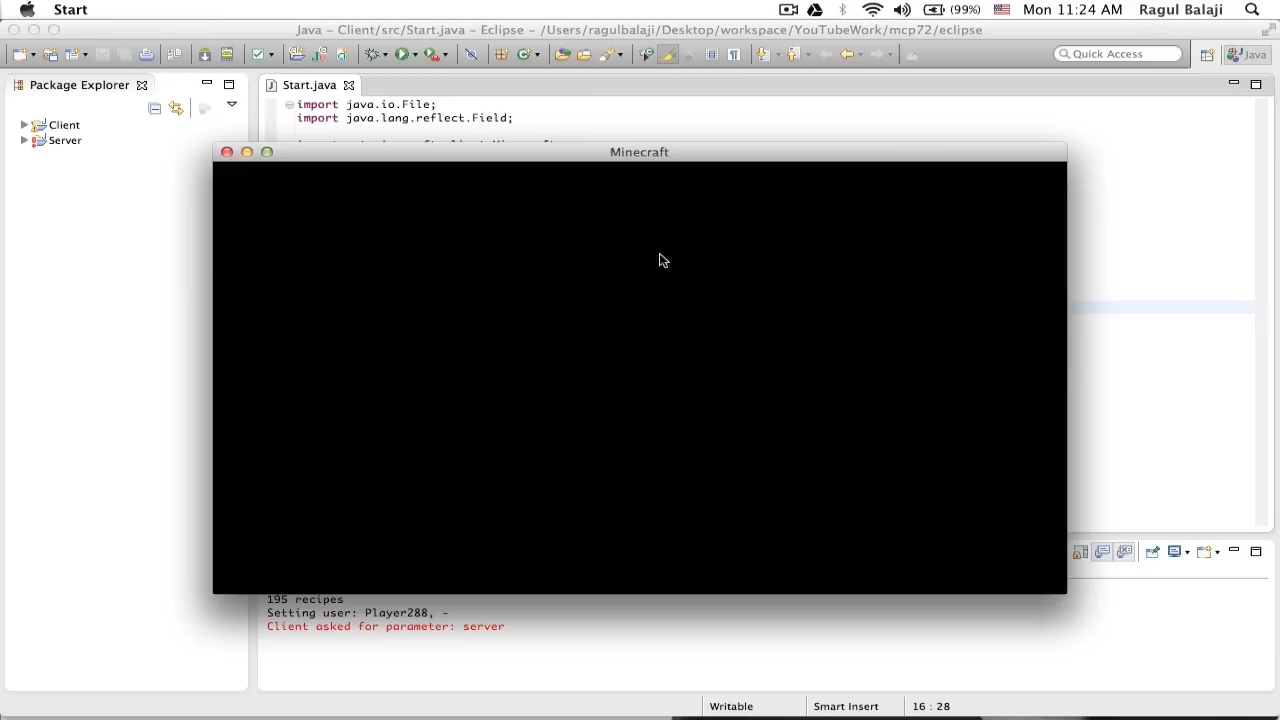 Start
(99%)
Mon 11:24 AM
Ragul Balaji
Java – Client/src/Start.java – Eclipse – /Users/ragulbalaji/Desktop/workspace/YouTubeWork/mcp72/eclipse
Quick Access
Java
Package Explorer
Start.java
Client
Server
import java.io.File;
import java.lang.reflect.Field;
Minecraft
195 recipes
Setting user: Player288, -
Client asked for parameter: server
Writable
Smart Insert
16 : 28